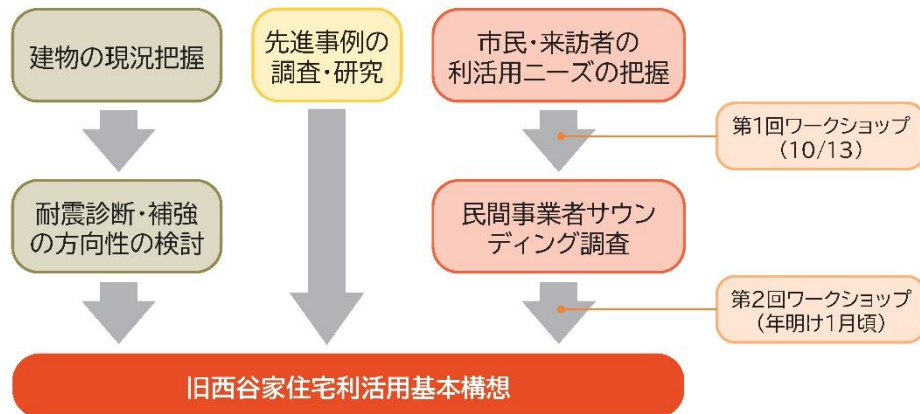 建物の現況把握
先進事例の
調査・研究
市民・来訪者の
利活用ニーズの把握
第1回ワークショップ
(10/13)
耐震診断・補強
の方向性の検討
民間事業者サウン
ディング調査
第2回ワークショップ
(年明け1月頃)
旧西谷家住宅利活用基本構想